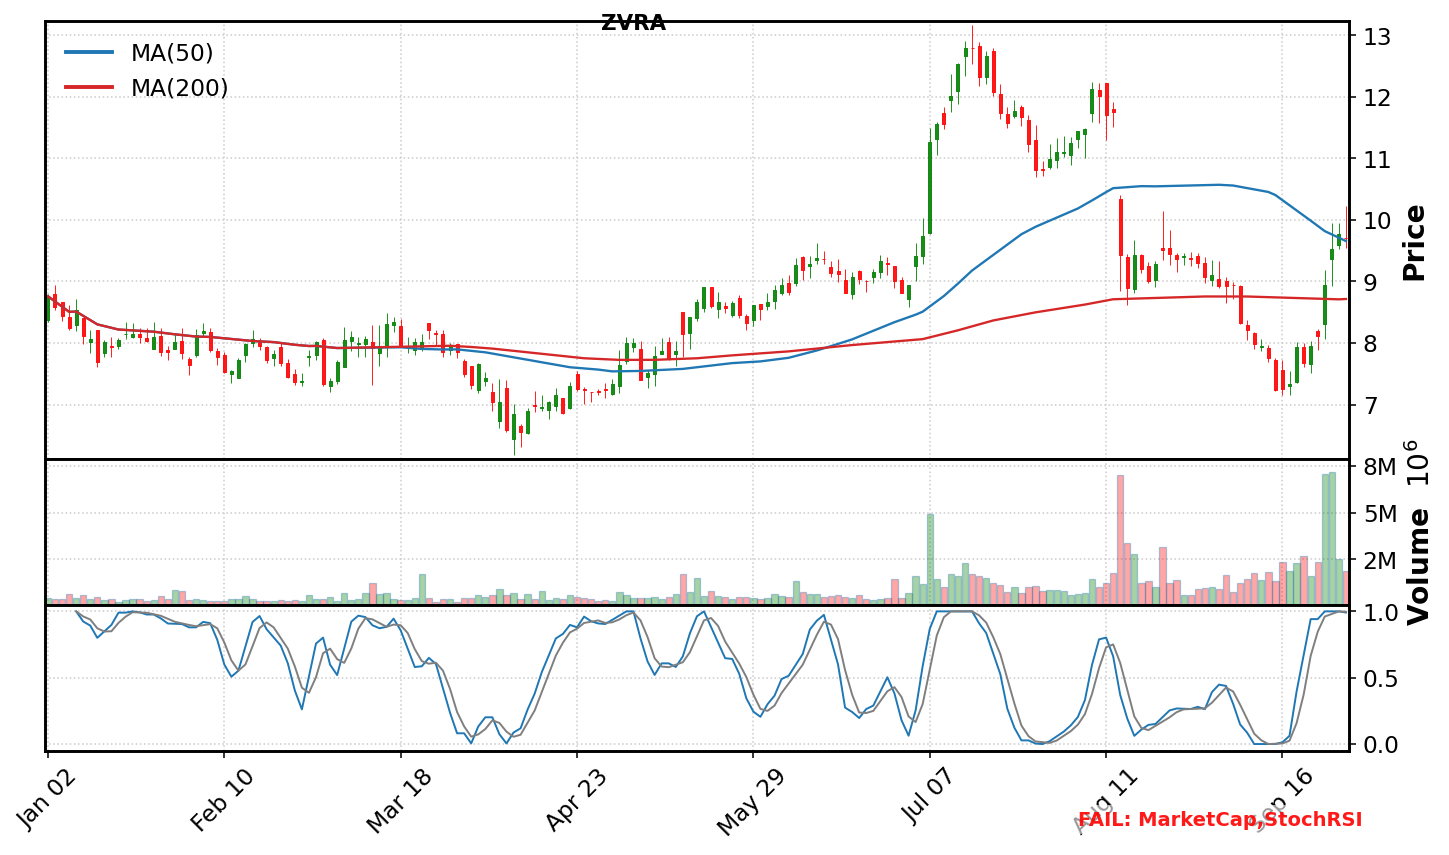 ZVRA
MA(50)
MA(200)
13
12
11
10
9
8
7
Price
8M
5M
2M
Volume 10^6
1.0
0.5
0.0
Jan 02
Feb 10
Mar 18
Apr 23
May 29
Jul 07
Aug 11
Sep 16
FAIL: MarketCap,StochRSI